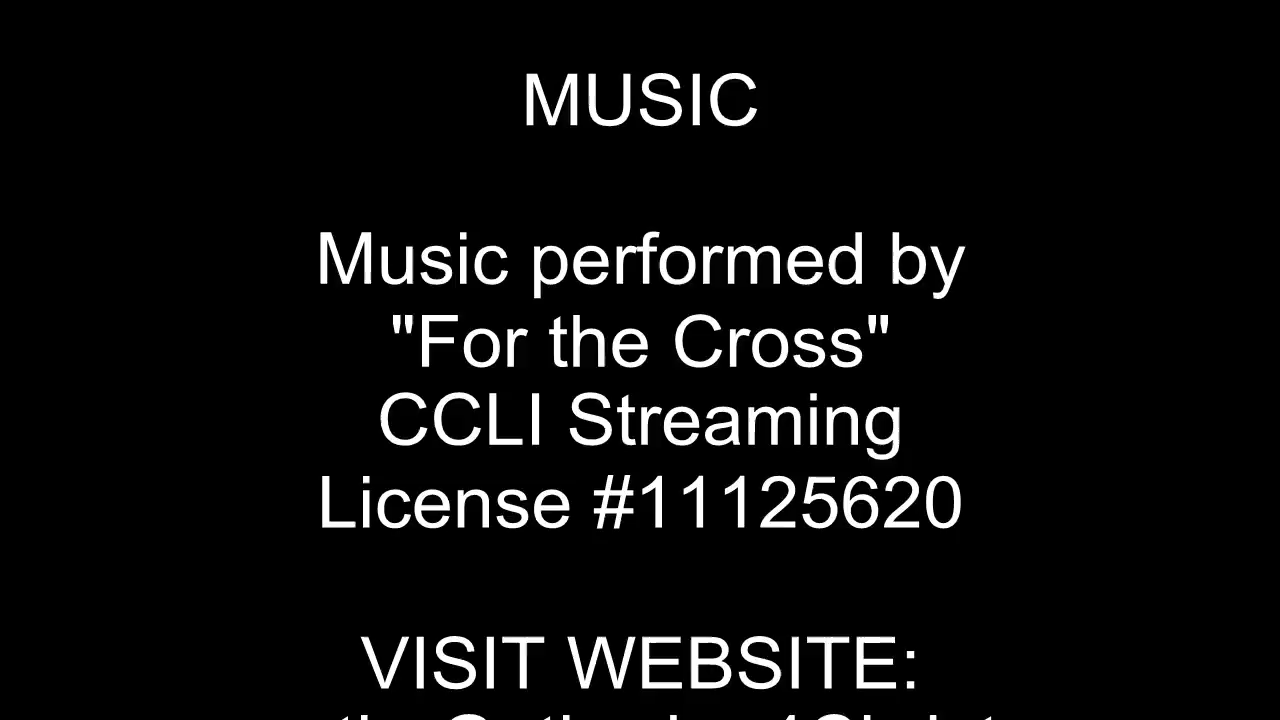 MUSIC
Music performed by
"For the Cross"
CCLI Streaming
License #11125620
VISIT WEBSITE: